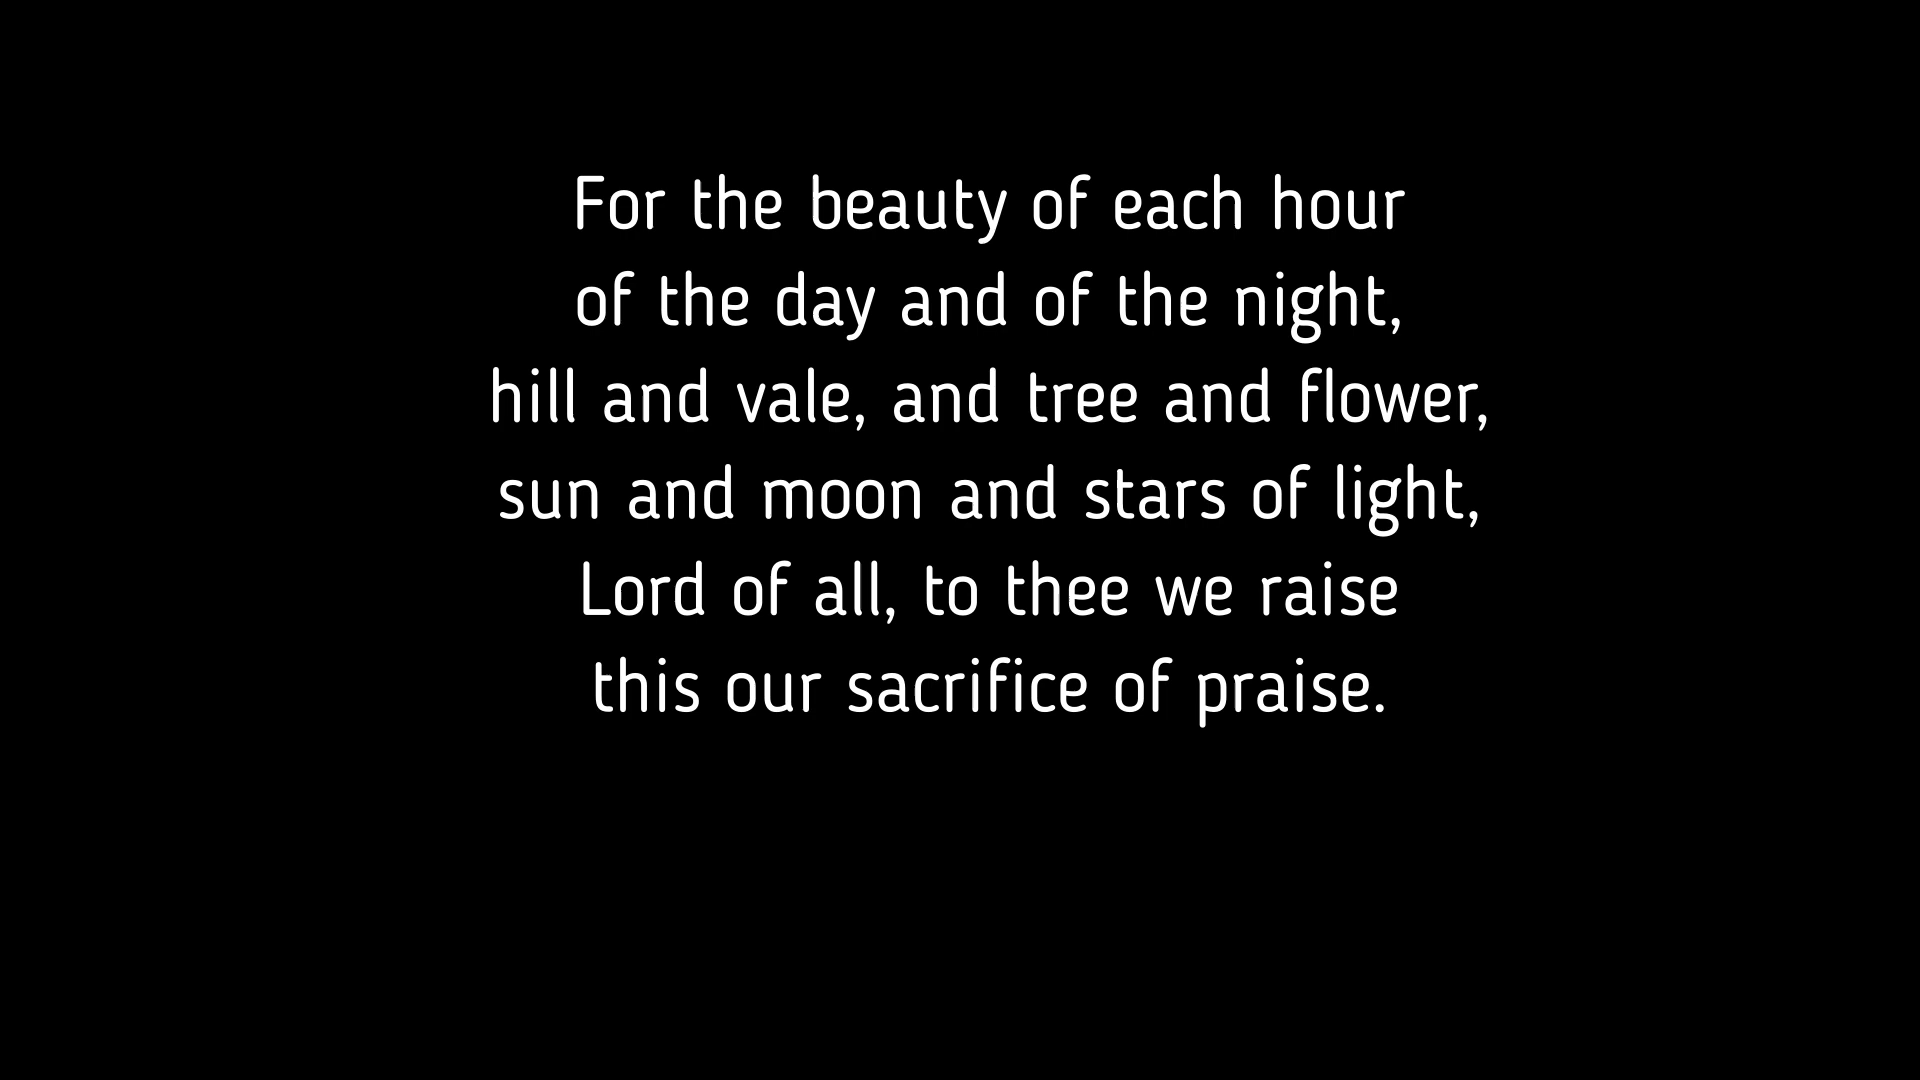 For the beauty of each hour
of the day and of the night,
hill and vale, and tree and flower,
sun and moon and stars of light,
Lord of all, to thee we raise
this our sacrifice of praise.